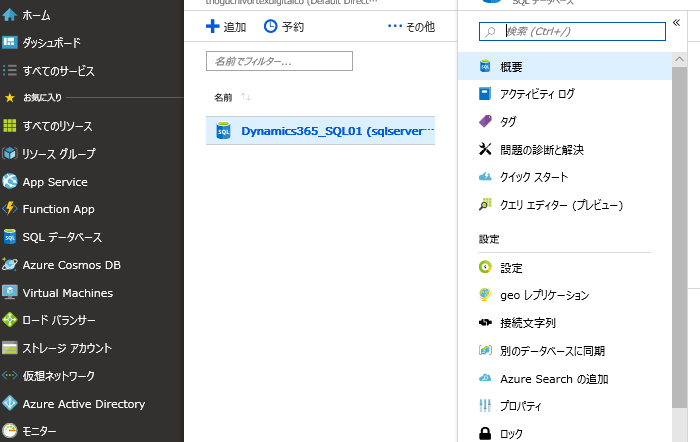 ホーム
ダッシュボード
すべてのサービス
お気に入り
すべてのリソース
リソース グループ
App Service
Function App
SQL データベース
Azure Cosmos DB
Virtual Machines
ロード バランサー
ストレージ アカウント
仮想ネットワーク
Azure Active Directory
モニター
thoguchivortexdigitalco (Default Direct…
追加
予約
… その他
名前でフィルター...
名前
SQL Dynamics365_SQL01 (sqlserver…
SQL データベース
検索 (Ctrl+/)
概要
アクティビティ ログ
タグ
問題の診断と解決
クイック スタート
クエリ エディター (プレビュー)
設定
設定
geo レプリケーション
接続文字列
別のデータベースに同期
Azure Search の追加
プロパティ
ロック